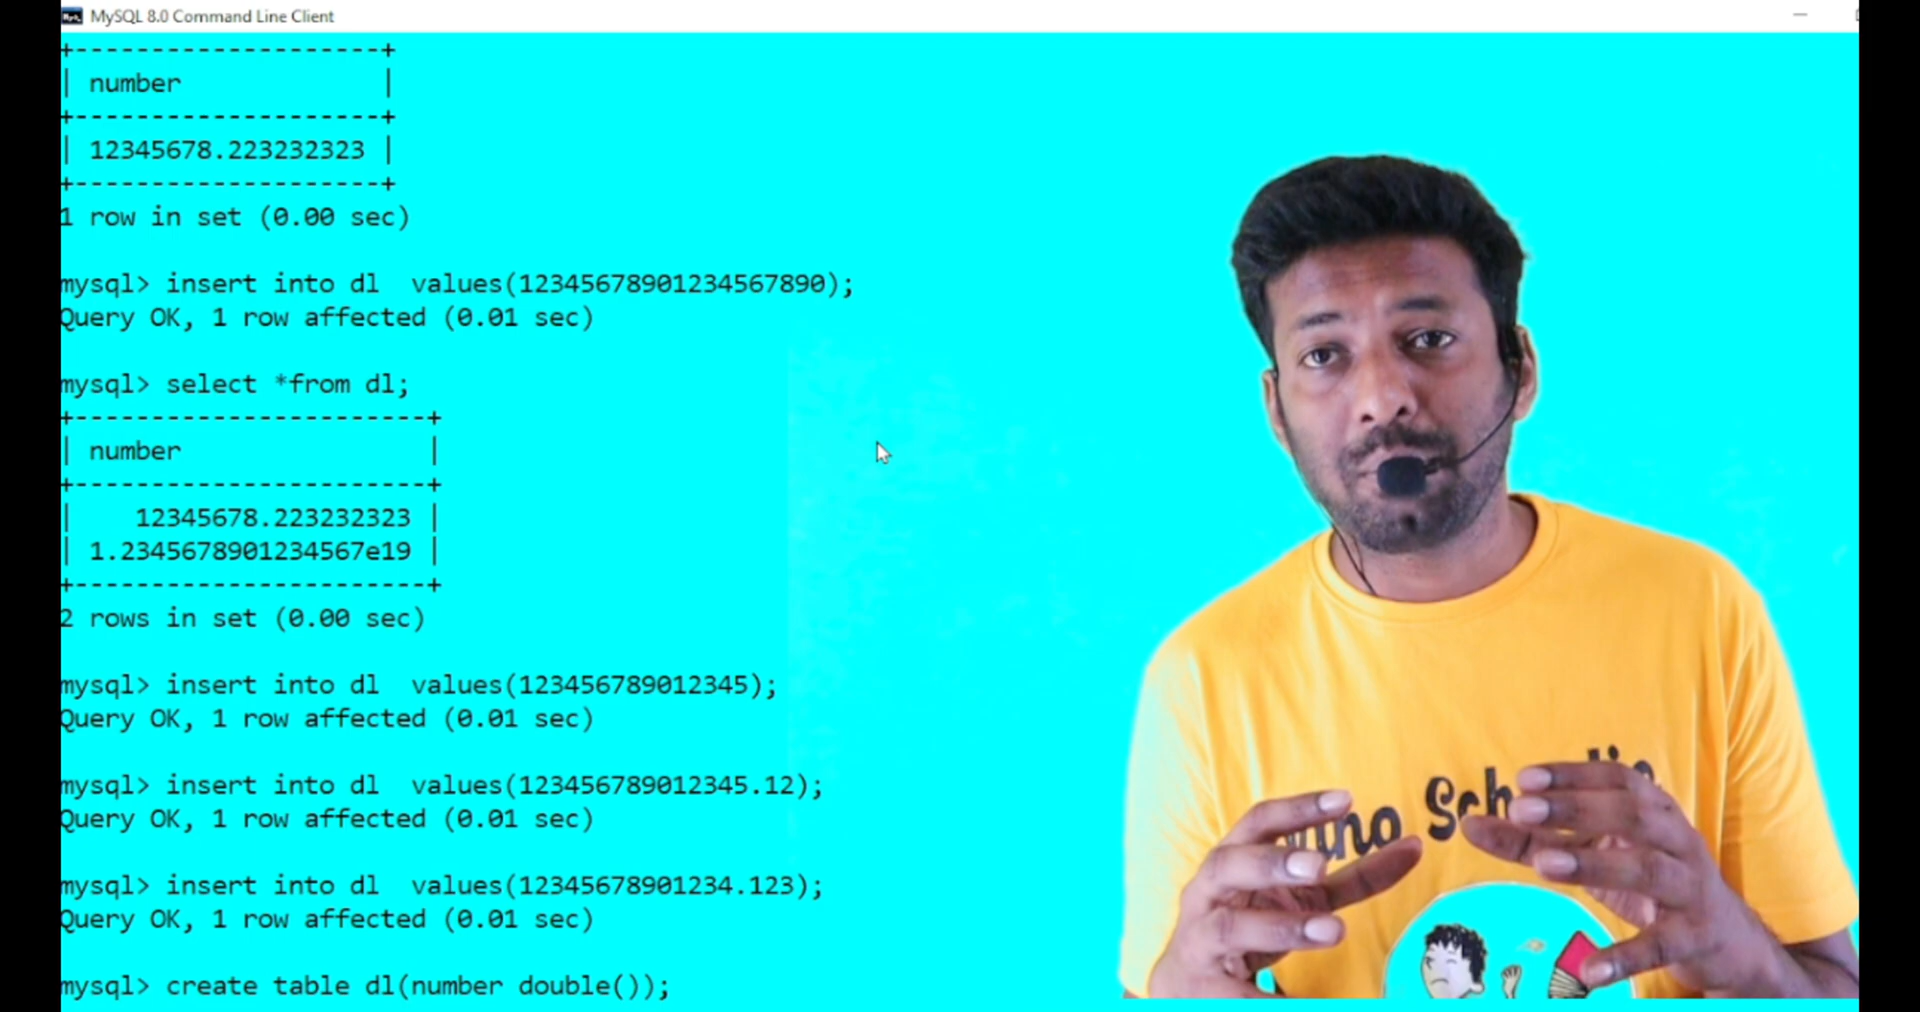 MySQL 8.0 Command Line Client
+---------------------+
| number              |
+---------------------+
| 12345678.223232323 |
+---------------------+
1 row in set (0.00 sec)
mysql> insert into dl  values(12345678901234567890);
Query OK, 1 row affected (0.01 sec)
mysql> select *from dl;
+------------------------+
| number                 |
+------------------------+
|    12345678.223232323 |
| 1.2345678901234567e19 |
+------------------------+
2 rows in set (0.00 sec)
mysql> insert into dl  values(123456789012345);
Query OK, 1 row affected (0.01 sec)
mysql> insert into dl  values(123456789012345.12);
Query OK, 1 row affected (0.01 sec)
mysql> insert into dl  values(12345678901234.123);
Query OK, 1 row affected (0.01 sec)
mysql> create table dl(number double());